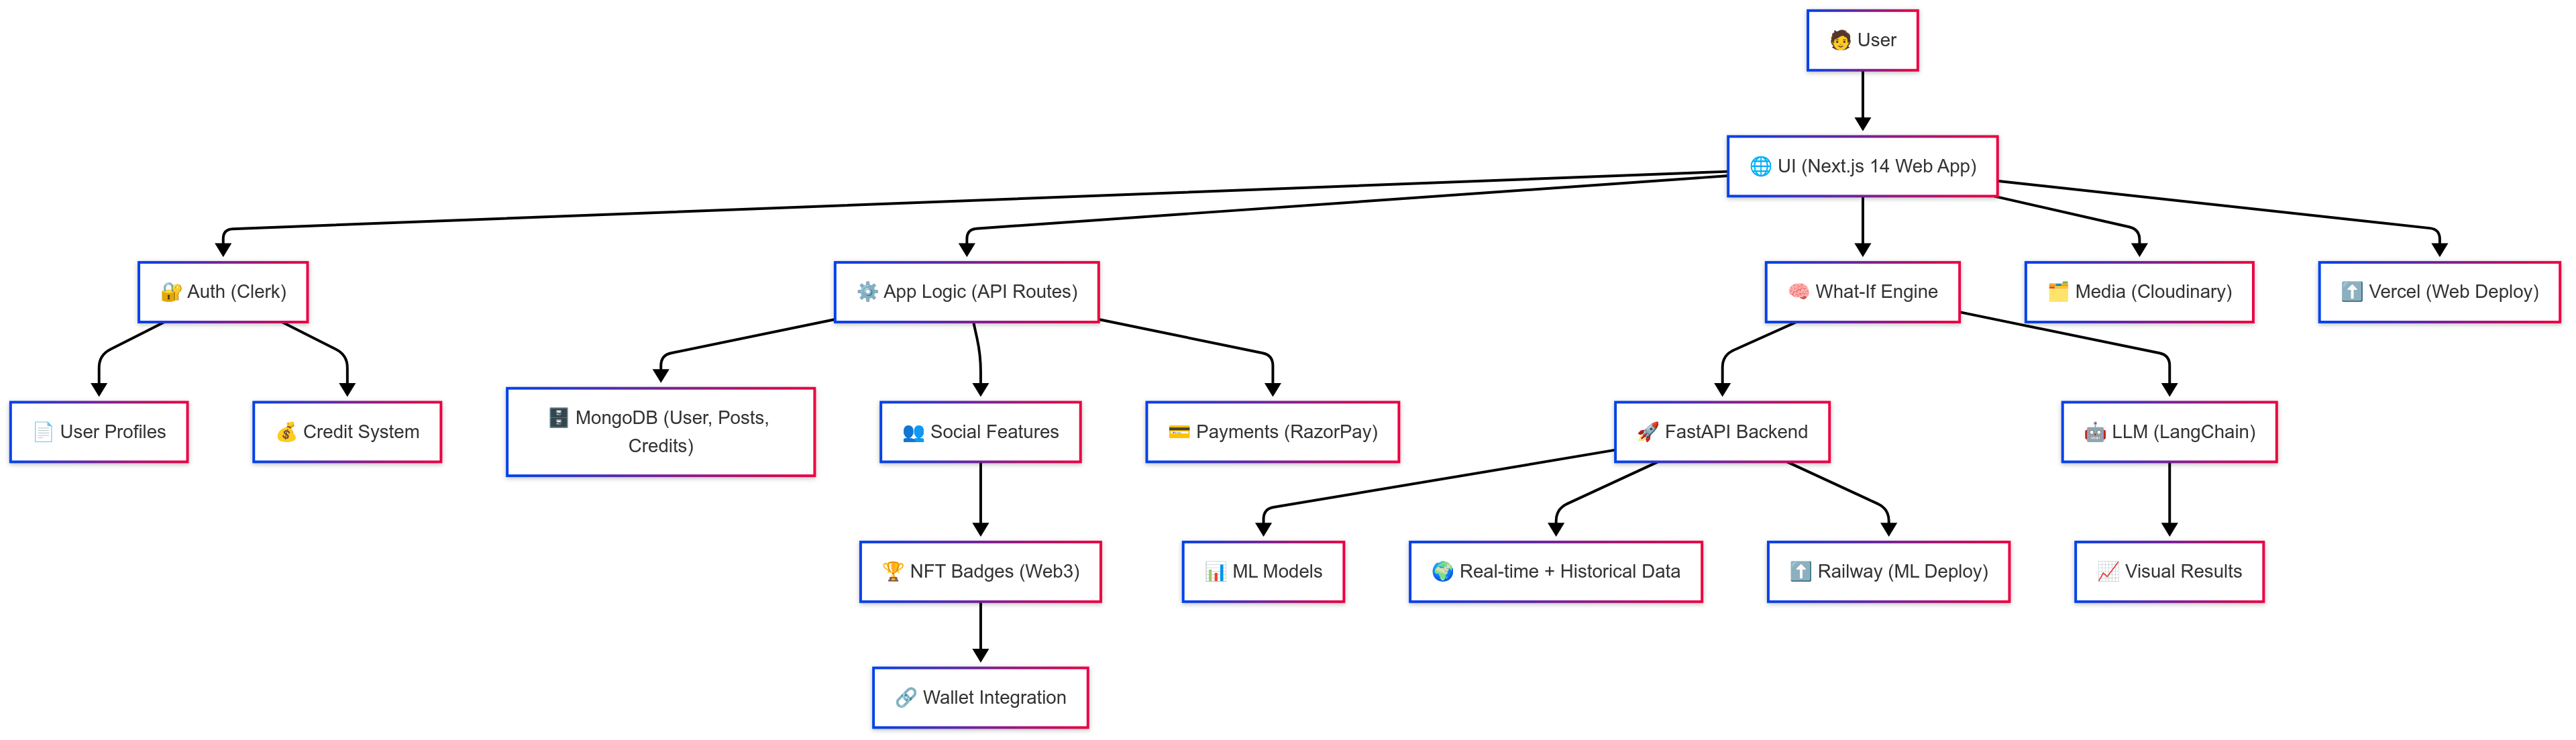 🧑 User
🌐 UI (Next.js 14 Web App)
🔐 Auth (Clerk)
⚙️ App Logic (API Routes)
🧠 What-If Engine
🗂️ Media (Cloudinary)
⬆️ Vercel (Web Deploy)
📄 User Profiles
💰 Credit System
🗄️ MongoDB (User, Posts,
Credits)
👥 Social Features
💳 Payments (RazorPay)
🚀 FastAPI Backend
🤖 LLM (LangChain)
🏆 NFT Badges (Web3)
📊 ML Models
🌍 Real-time + Historical Data
⬆️ Railway (ML Deploy)
📈 Visual Results
🔗 Wallet Integration